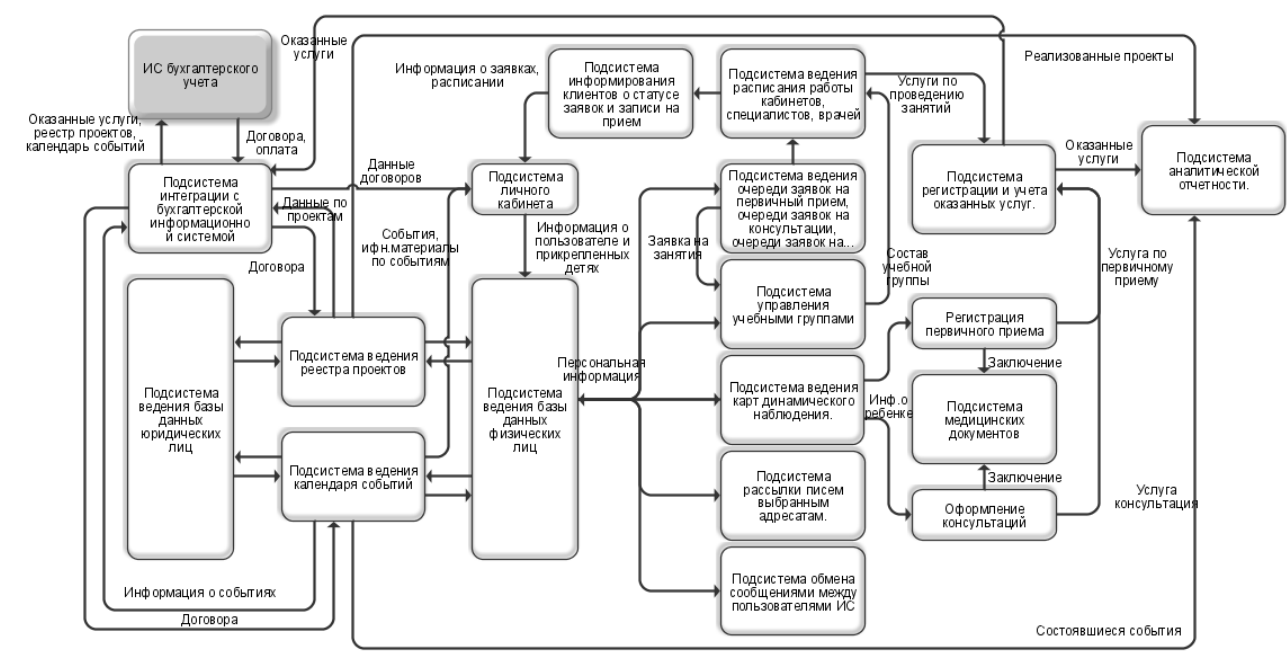 ИС бухгалтерского
учета
Оказанные
услуги
Реализованные проекты
Информация о заявках,
расписании
Подсистема
информирования
клиентов о статусе
заявок и записи на
прием
Подсистема ведения
расписания работы
кабинетов,
специалистов, врачей
Услуги по
проведению
занятий
Оказанные услуги,
реестр проектов,
календарь событий
Договора,
оплата
Оказанные
услуги
Подсистема
аналитической
отчетности.
Подсистема
интеграции с
бухгалтерской
информационно
й системой
Данные
договоров
Подсистема
личного
кабинета
Подсистема ведения
очереди заявок на
первичный прием,
очереди заявок на
консультации,
очереди заявок на...
Подсистема
регистрации и учета
оказанных услуг.
Данные по
проектам
События,
ифн.материалы
по событиям
Информация о
пользователе и
прикрепленных
детях
Заявка на
занятия
Состав
учебной
группы
Услуга по
первичному
приему
Договора
Подсистема
управления
учебными группами
Регистрация
первичного приема
Подсистема
ведения базы
данных
юридических
лиц
Подсистема ведения
реестра проектов
Подсистема
ведения базы
данных
физических
лиц
Персональная
информация
Подсистема ведения
карт динамического
наблюдения.
Заключение
Инф.о
ребенке
Подсистема
медицинских
документов
Подсистема ведения
календаря событий
Подсистема
рассылки писем
выбранным
адресатам.
Заключение
Оформление
консультаций
Услуга
консультация
Информация о событиях
Договора
Подсистема обмена
сообщениями между
пользователями ИС
Состоявшиеся события